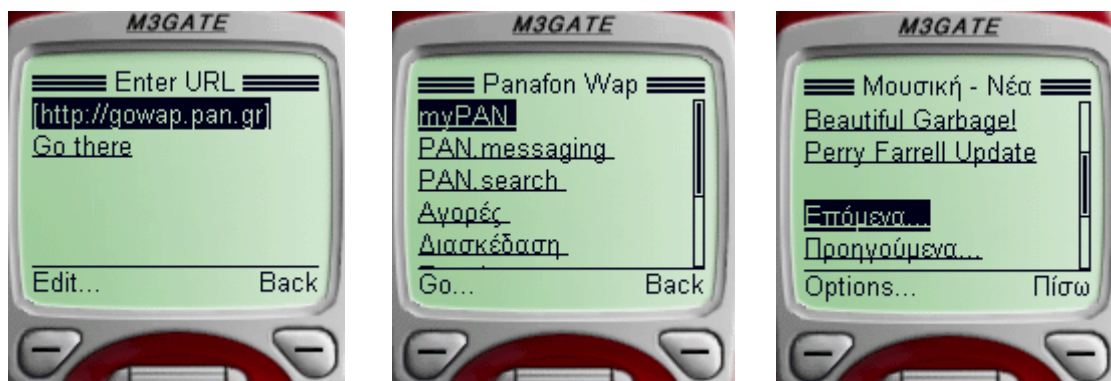 M3GATE
Enter URL
[http://gowap.pan.gr]
Go there
Edit... Back
M3GATE
Panafon Wap
myPAN
PAN.messaging
PAN.search
Αγορές
Διασκέδαση
Go... Back
M3GATE
Μουσική - Νέα
Beautiful Garbage!
Perry Farrell Update
Επόμενα...
Προηγούμενα...
Options... Πίσω